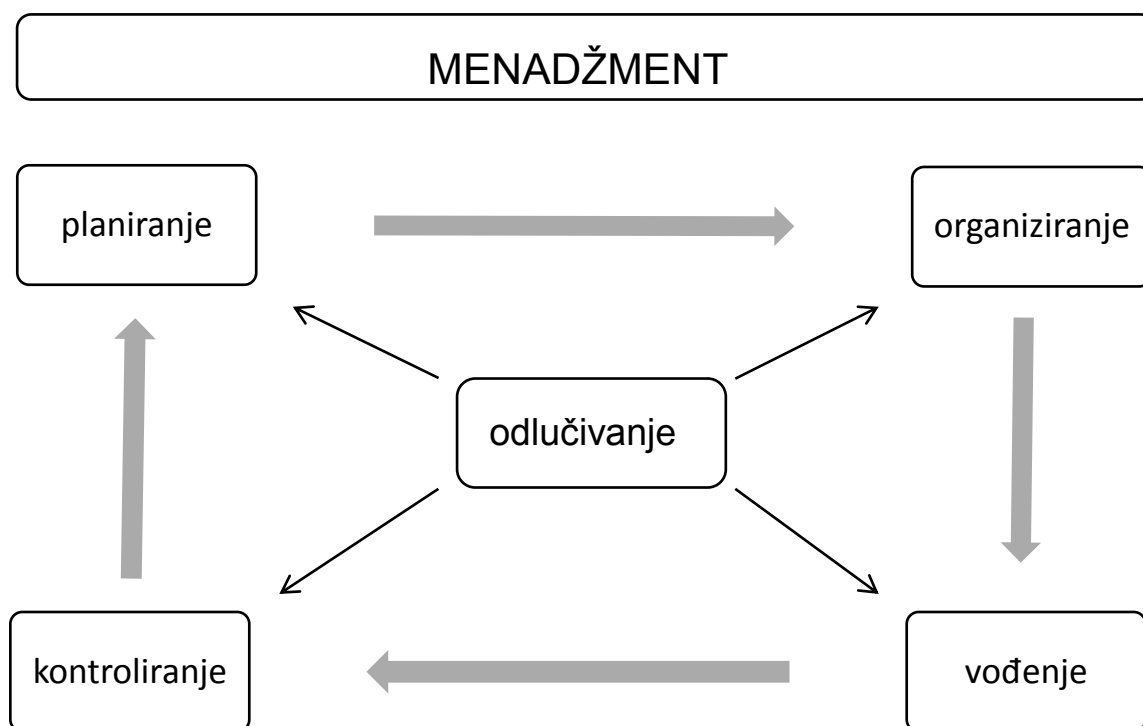 MENADŽMENT
planiranje
organiziranje
odlučivanje
kontroliranje
vođenje